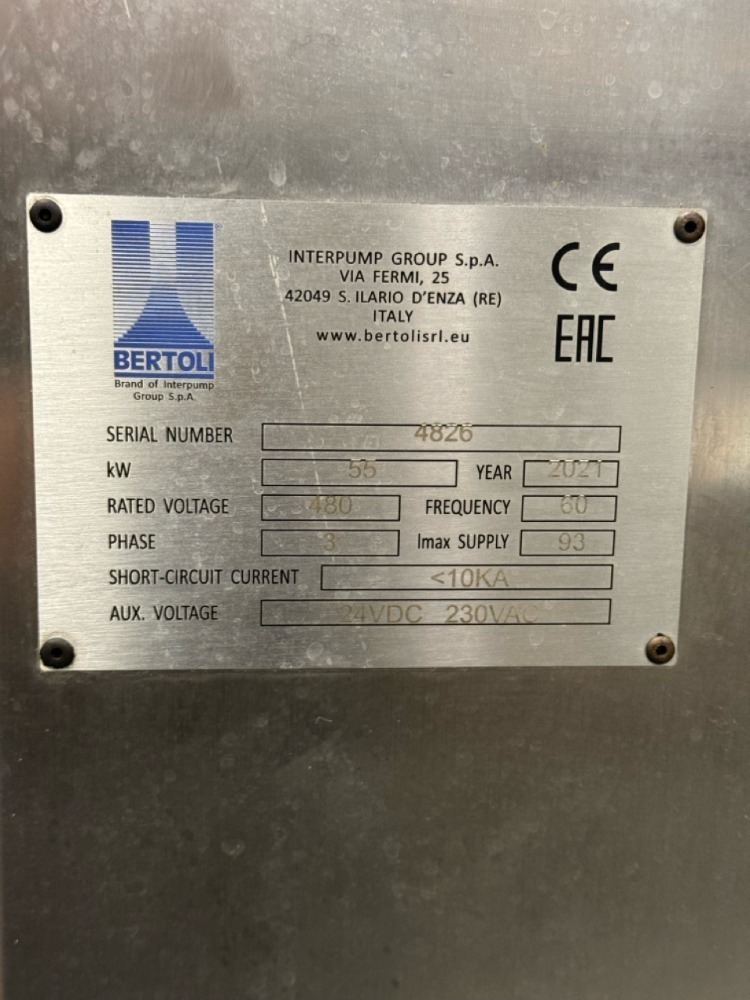 BERTOLI
Brand of Interpump
Group S.p.A.
INTERPUMP GROUP S.p.A.
VIA FERMI, 25
42049 S. ILARIO D'ENZA (RE)
ITALY
www.bertolisrl.eu
CE
EAC
SERIAL NUMBER 4826
kW 55 YEAR 2021
RATED VOLTAGE 480 FREQUENCY 60
PHASE 3 Imax SUPPLY 93
SHORT-CIRCUIT CURRENT <10KA
AUX. VOLTAGE 24VDC 230VAC